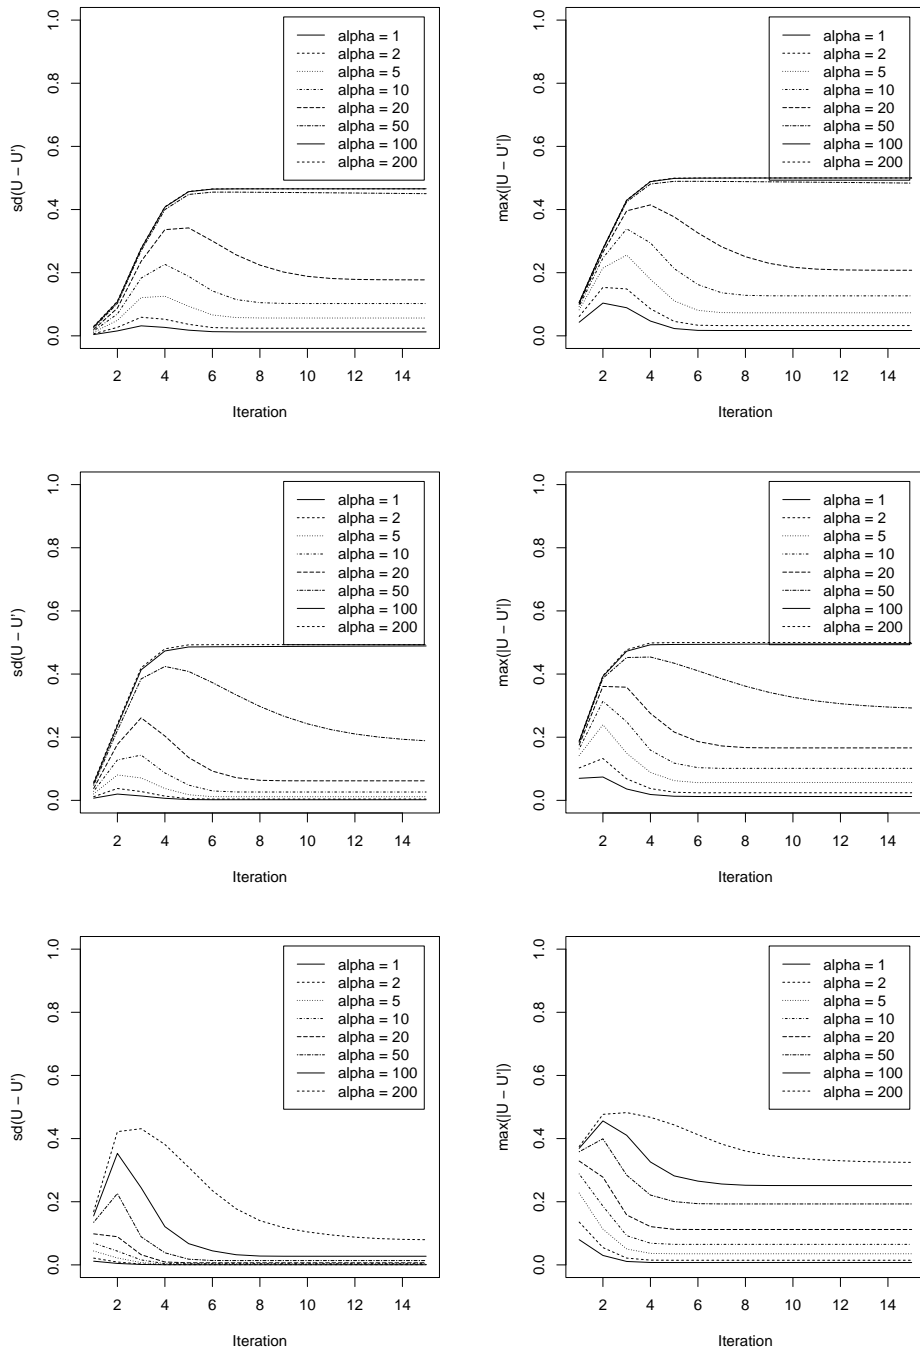 sd(U − U')
1.0
0.8
0.6
0.4
0.2
0.0
alpha = 1
alpha = 2
alpha = 5
alpha = 10
alpha = 20
alpha = 50
alpha = 100
alpha = 200
2 4 6 8 10 12 14
Iteration
max(|U − U'|)
1.0
0.8
0.6
0.4
0.2
0.0
alpha = 1
alpha = 2
alpha = 5
alpha = 10
alpha = 20
alpha = 50
alpha = 100
alpha = 200
2 4 6 8 10 12 14
Iteration
sd(U − U')
1.0
0.8
0.6
0.4
0.2
0.0
alpha = 1
alpha = 2
alpha = 5
alpha = 10
alpha = 20
alpha = 50
alpha = 100
alpha = 200
2 4 6 8 10 12 14
Iteration
max(|U − U'|)
1.0
0.8
0.6
0.4
0.2
0.0
alpha = 1
alpha = 2
alpha = 5
alpha = 10
alpha = 20
alpha = 50
alpha = 100
alpha = 200
2 4 6 8 10 12 14
Iteration
sd(U − U')
1.0
0.8
0.6
0.4
0.2
0.0
alpha = 1
alpha = 2
alpha = 5
alpha = 10
alpha = 20
alpha = 50
alpha = 100
alpha = 200
2 4 6 8 10 12 14
Iteration
max(|U − U'|)
1.0
0.8
0.6
0.4
0.2
0.0
alpha = 1
alpha = 2
alpha = 5
alpha = 10
alpha = 20
alpha = 50
alpha = 100
alpha = 200
2 4 6 8 10 12 14
Iteration